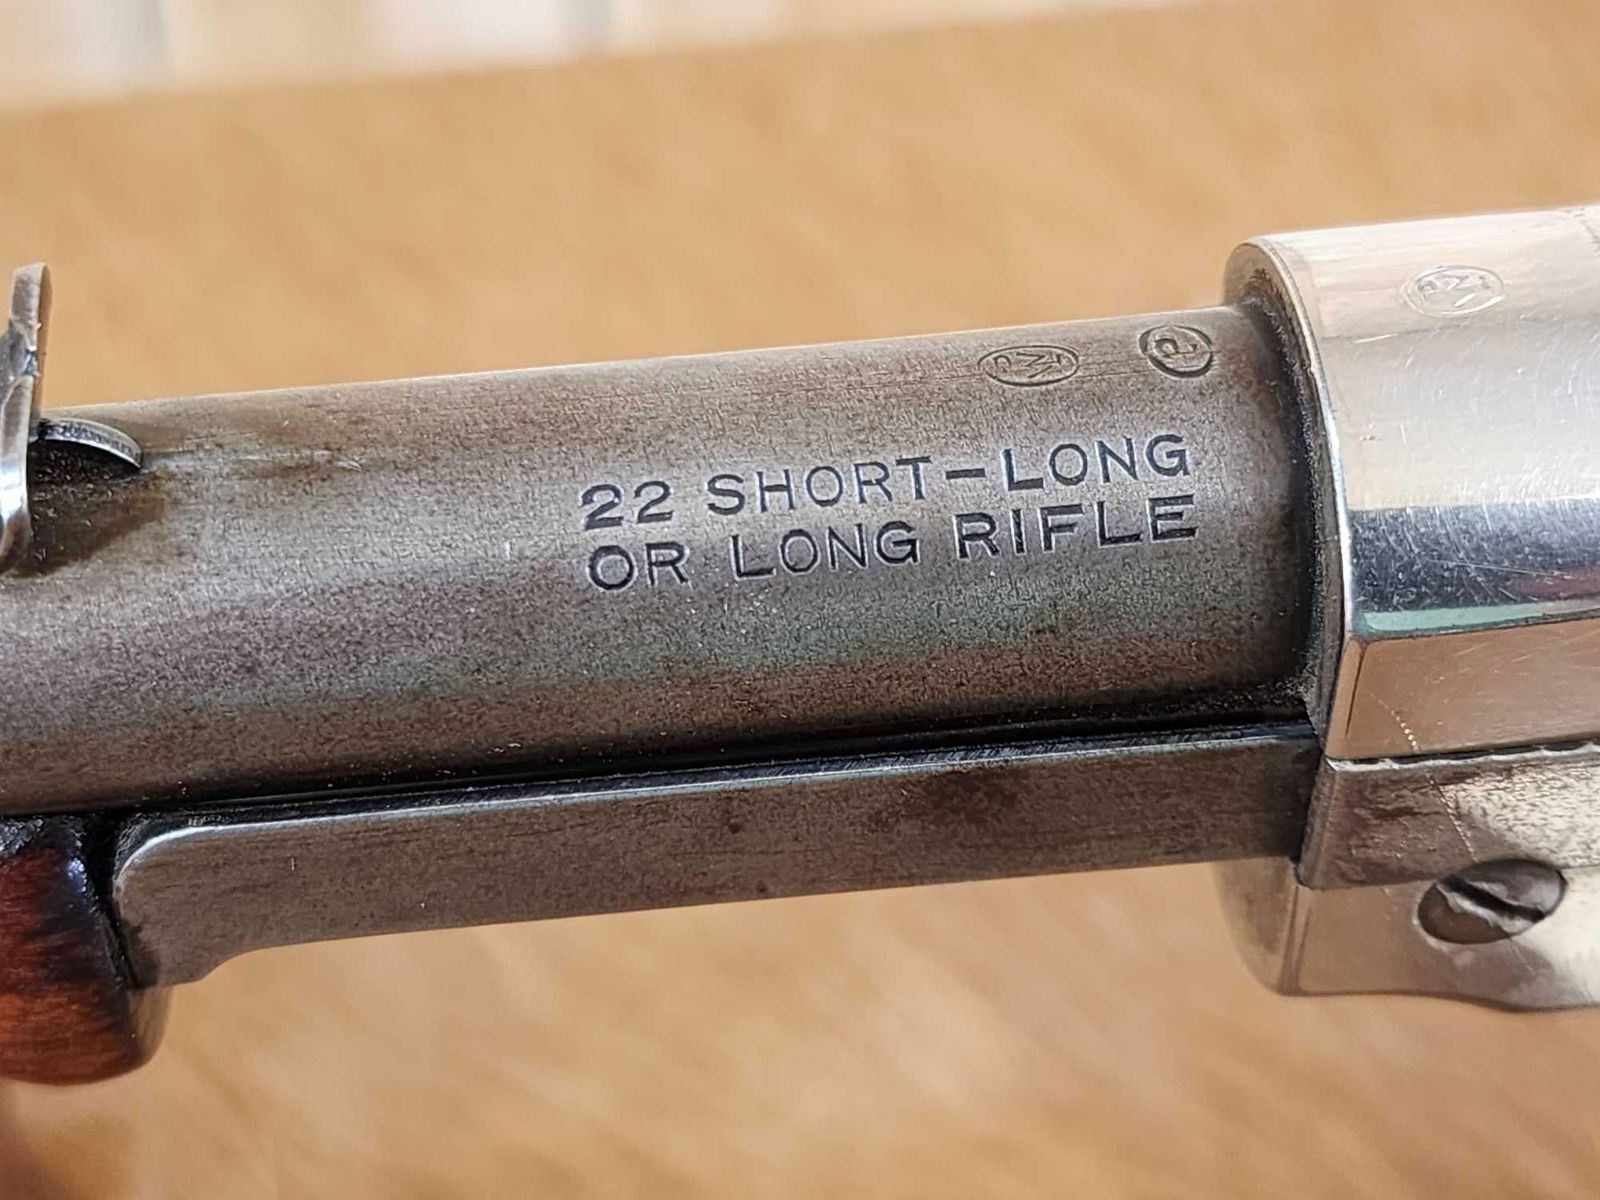 22 SHORT-LONG
OR LONG RIFLE